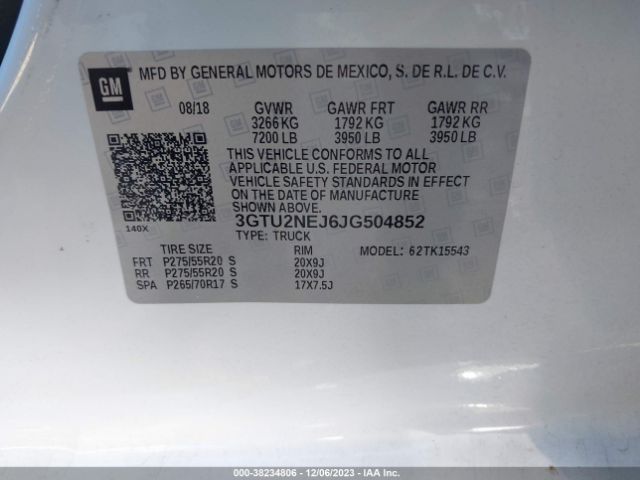 GM
MFD BY GENERAL MOTORS DE MEXICO, S. DE R.L. DE C.V.
08/18 GVWR GAWR FRT GAWR RR
3266 KG 1792 KG 1792 KG
7200 LB 3950 LB 3950 LB
THIS VEHICLE CONFORMS TO ALL
APPLICABLE U.S. FEDERAL MOTOR
VEHICLE SAFETY STANDARDS IN EFFECT
ON THE DATE OF MANUFACTURE
SHOWN ABOVE.
140X 3GTU2NEJ6JG504852
TYPE: TRUCK
TIRE SIZE RIM MODEL: 62TK15543
FRT P275/55R20 S 20X9J
RR P275/55R20 S 20X9J
SPA P265/70R17 S 17X7.5J
000-38234806 - 12/06/2023 - IAA Inc.